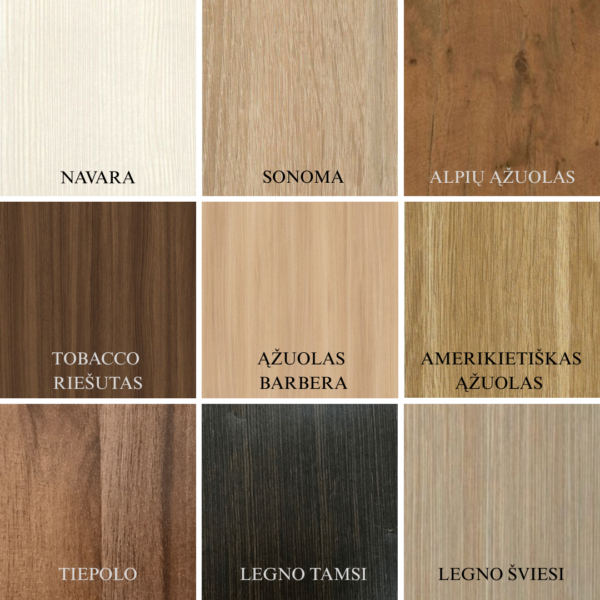 NAVARA
SONOMA
ALPIŲ ĄŽUOLAS
TOBACCO
RIEŠUTAS
ĄŽUOLAS
BARBERA
AMERIKIETIŠKAS
ĄŽUOLAS
TIEPOLO
LEGNO TAMSI
LEGNO ŠVIESI